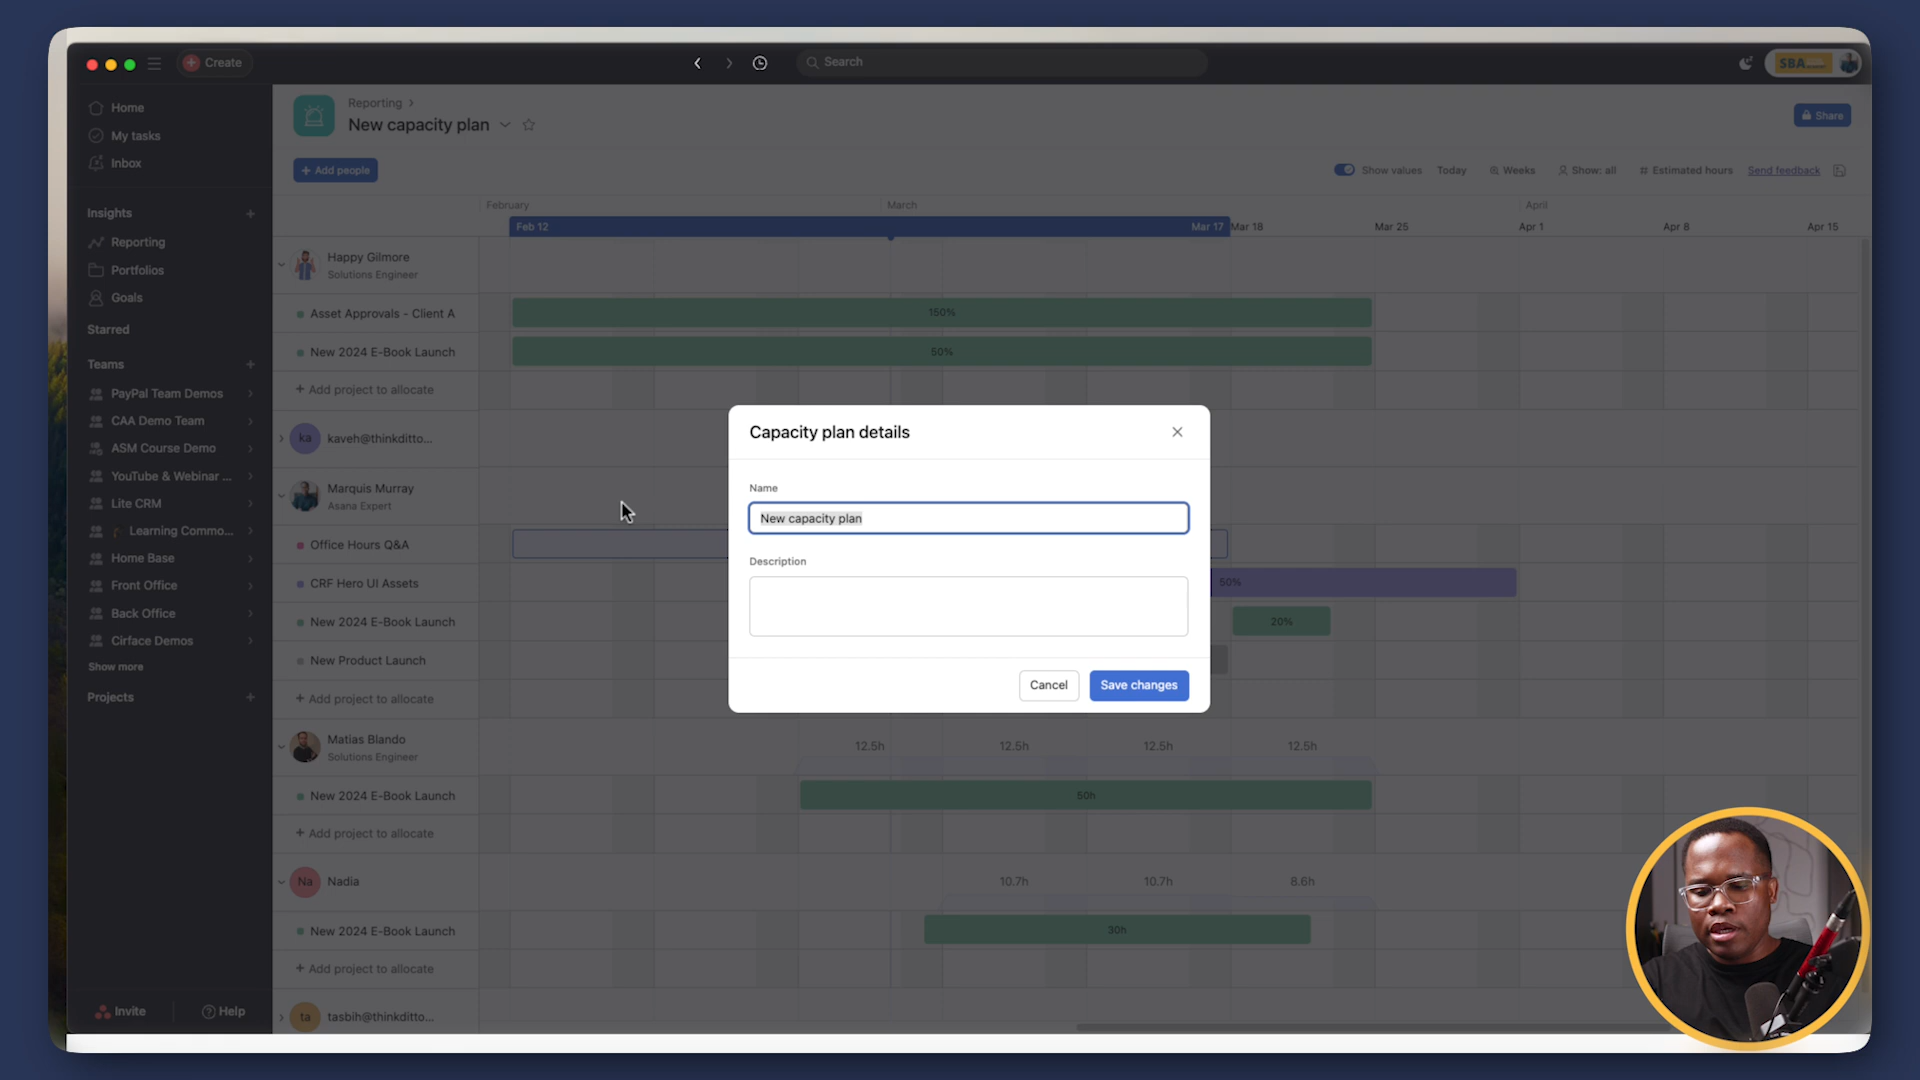 Create
Search
SBA
Home
My tasks
Inbox
Insights
Reporting
Portfolios
Goals
Starred
Teams
PayPal Team Demos
CAA Demo Team
ASM Course Demo
YouTube & Webinar ...
Lite CRM
Learning Commo...
Home Base
Front Office
Back Office
Cirface Demos
Show more
Projects
Invite
Help
Reporting
New capacity plan
Share
+ Add people
Show values
Today
Weeks
Show: all
Estimated hours
Send feedback
February
March
April
Feb 12
Mar 17
Mar 18
Mar 25
Apr 1
Apr 8
Apr 15
Happy Gilmore
Solutions Engineer
Asset Approvals - Client A
150%
New 2024 E-Book Launch
50%
+ Add project to allocate
ka
kaveh@thinkditto...
Marquis Murray
Asana Expert
Office Hours Q&A
CRF Hero UI Assets
50%
New 2024 E-Book Launch
20%
New Product Launch
+ Add project to allocate
Matias Blando
Solutions Engineer
12.5h
12.5h
12.5h
12.5h
New 2024 E-Book Launch
50h
+ Add project to allocate
Na
Nadia
10.7h
10.7h
8.6h
New 2024 E-Book Launch
30h
+ Add project to allocate
ta
tasbih@thinkditto...
Capacity plan details
Name
New capacity plan
Description
Cancel
Save changes